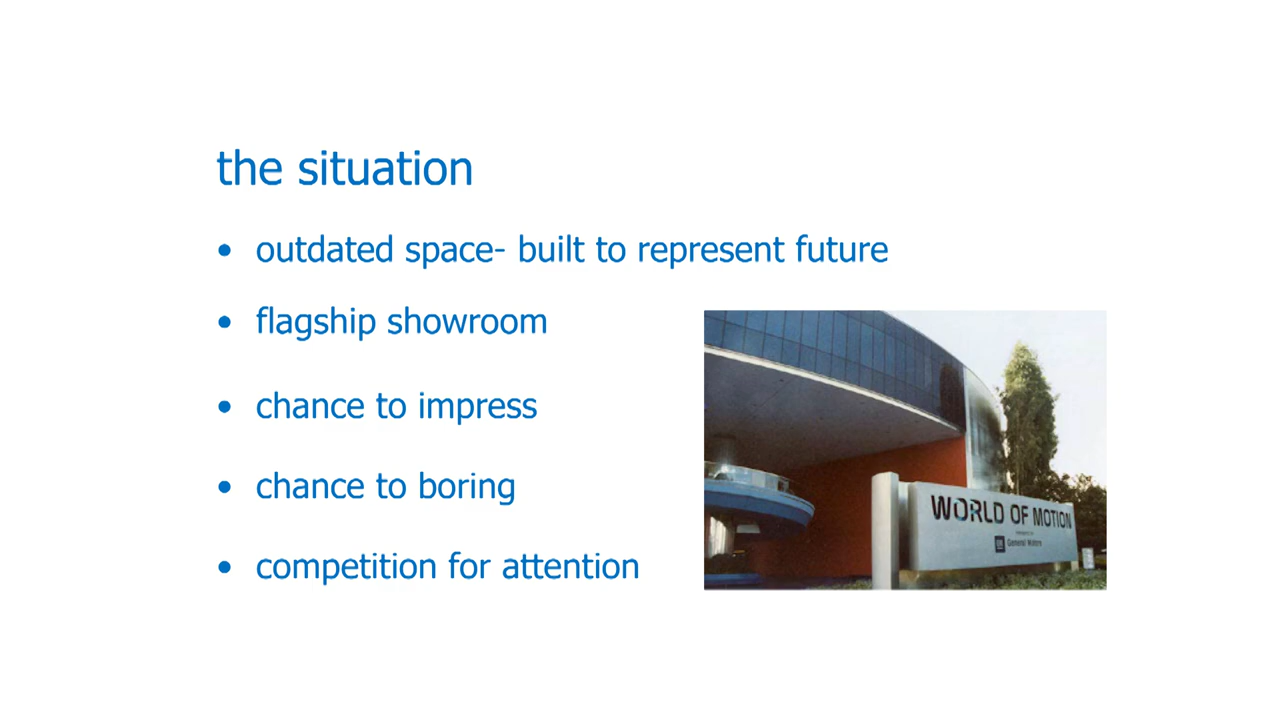 the situation
• outdated space- built to represent future
• flagship showroom
• chance to impress
• chance to boring
• competition for attention
WORLD OF MOTION
GM General Motors